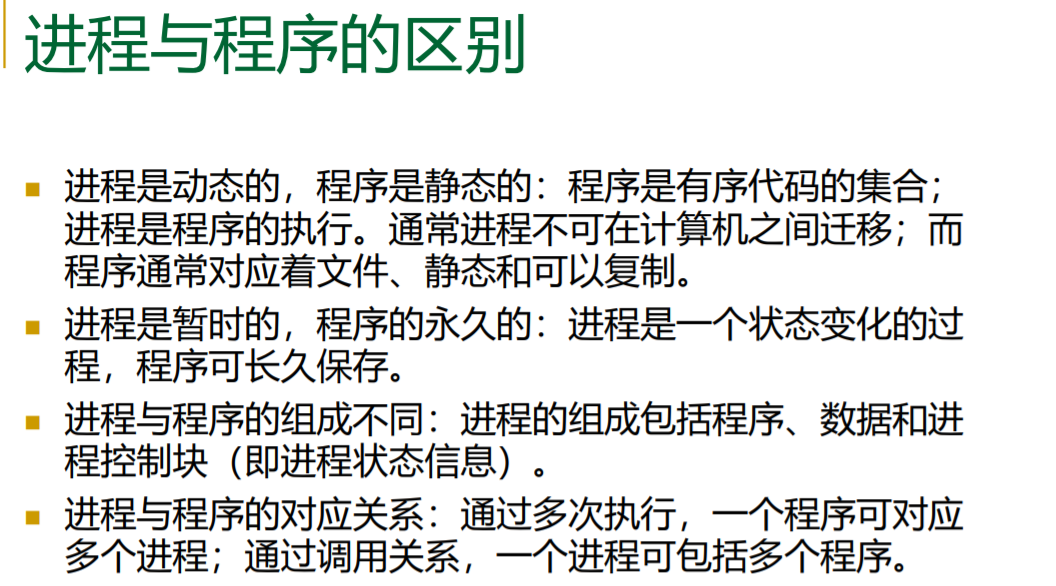 进程与程序的区别
进程是动态的，程序是静态的：程序是有序代码的集合；
进程是程序的执行。通常进程不可在计算机之间迁移；而
程序通常对应着文件、静态和可以复制。
进程是暂时的，程序的永久的：进程是一个状态变化的过
程，程序可长久保存。
进程与程序的组成不同：进程的组成包括程序、数据和进
程控制块（即进程状态信息）。
进程与程序的对应关系：通过多次执行，一个程序可对应
多个进程；通过调用关系，一个进程可包括多个程序。